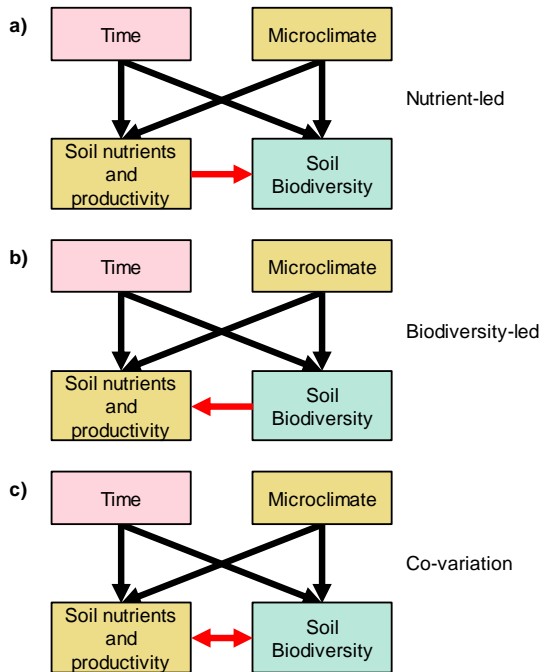 a)
Time
Microclimate
Nutrient-led
Soil nutrients
and
productivity
Soil
Biodiversity
b)
Time
Microclimate
Biodiversity-led
Soil nutrients
and
productivity
Soil
Biodiversity
c)
Time
Microclimate
Co-variation
Soil nutrients
and
productivity
Soil
Biodiversity